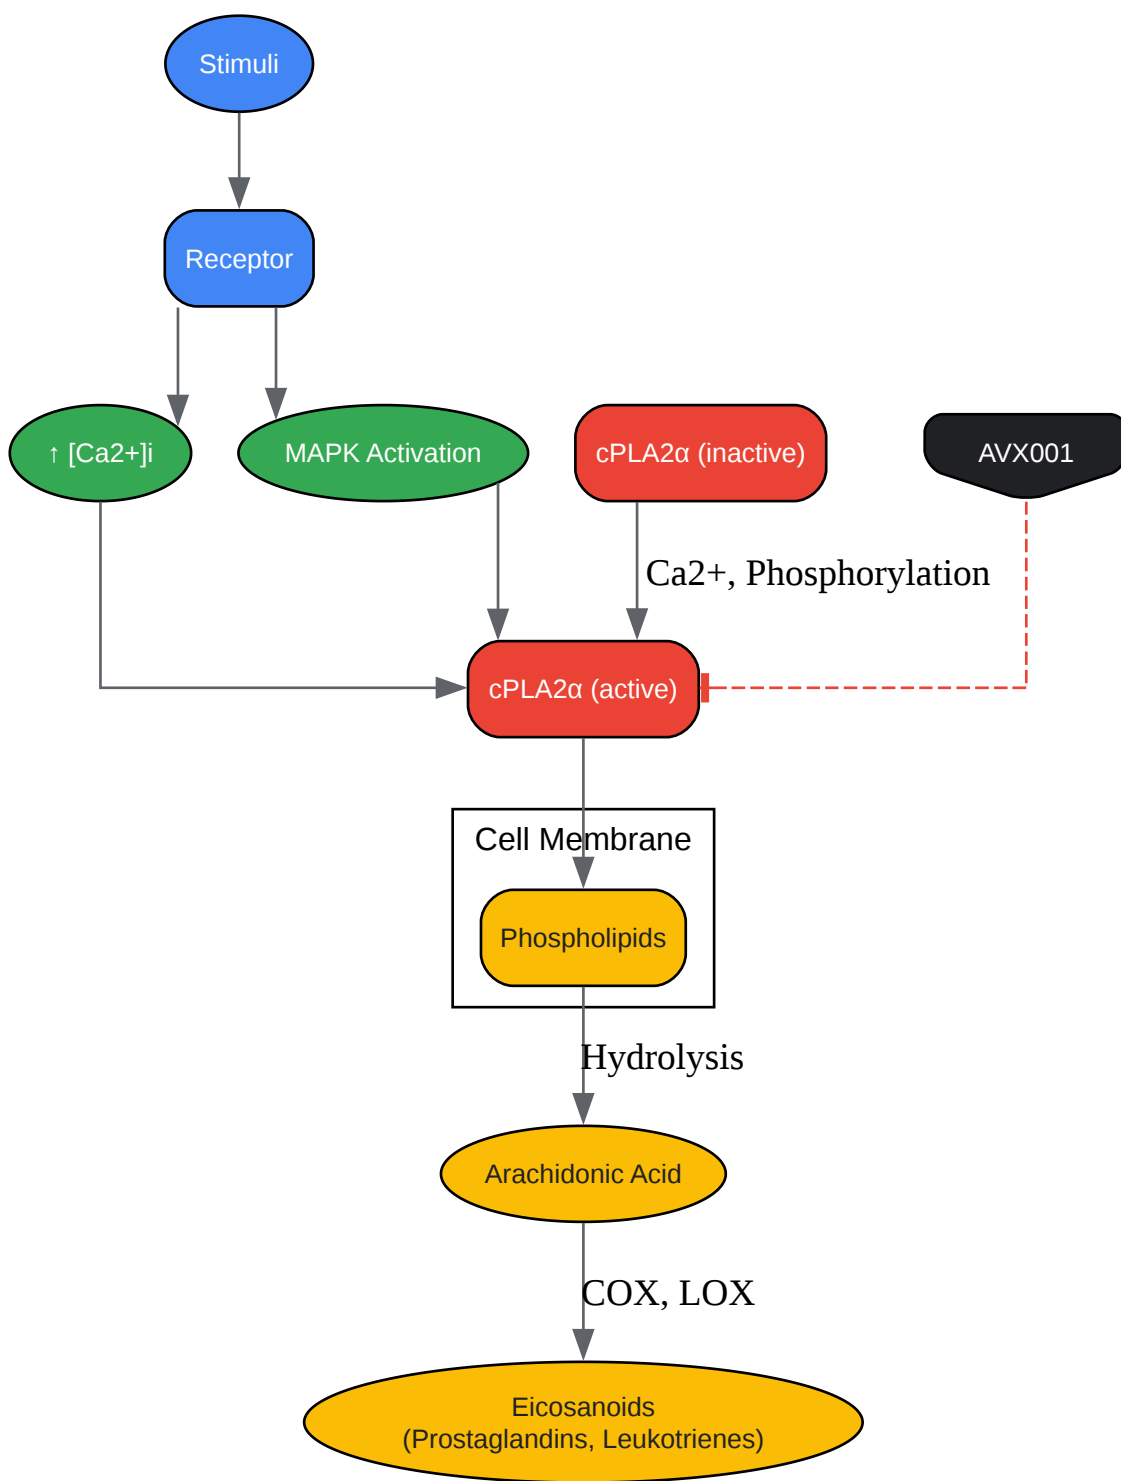 Stimuli
Receptor
↑ [Ca2+]i
MAPK Activation
cPLA2α (inactive)
AVX001
Ca2+, Phosphorylation
cPLA2α (active)
Cell Membrane
Phospholipids
Hydrolysis
Arachidonic Acid
COX, LOX
Eicosanoids
(Prostaglandins, Leukotrienes)